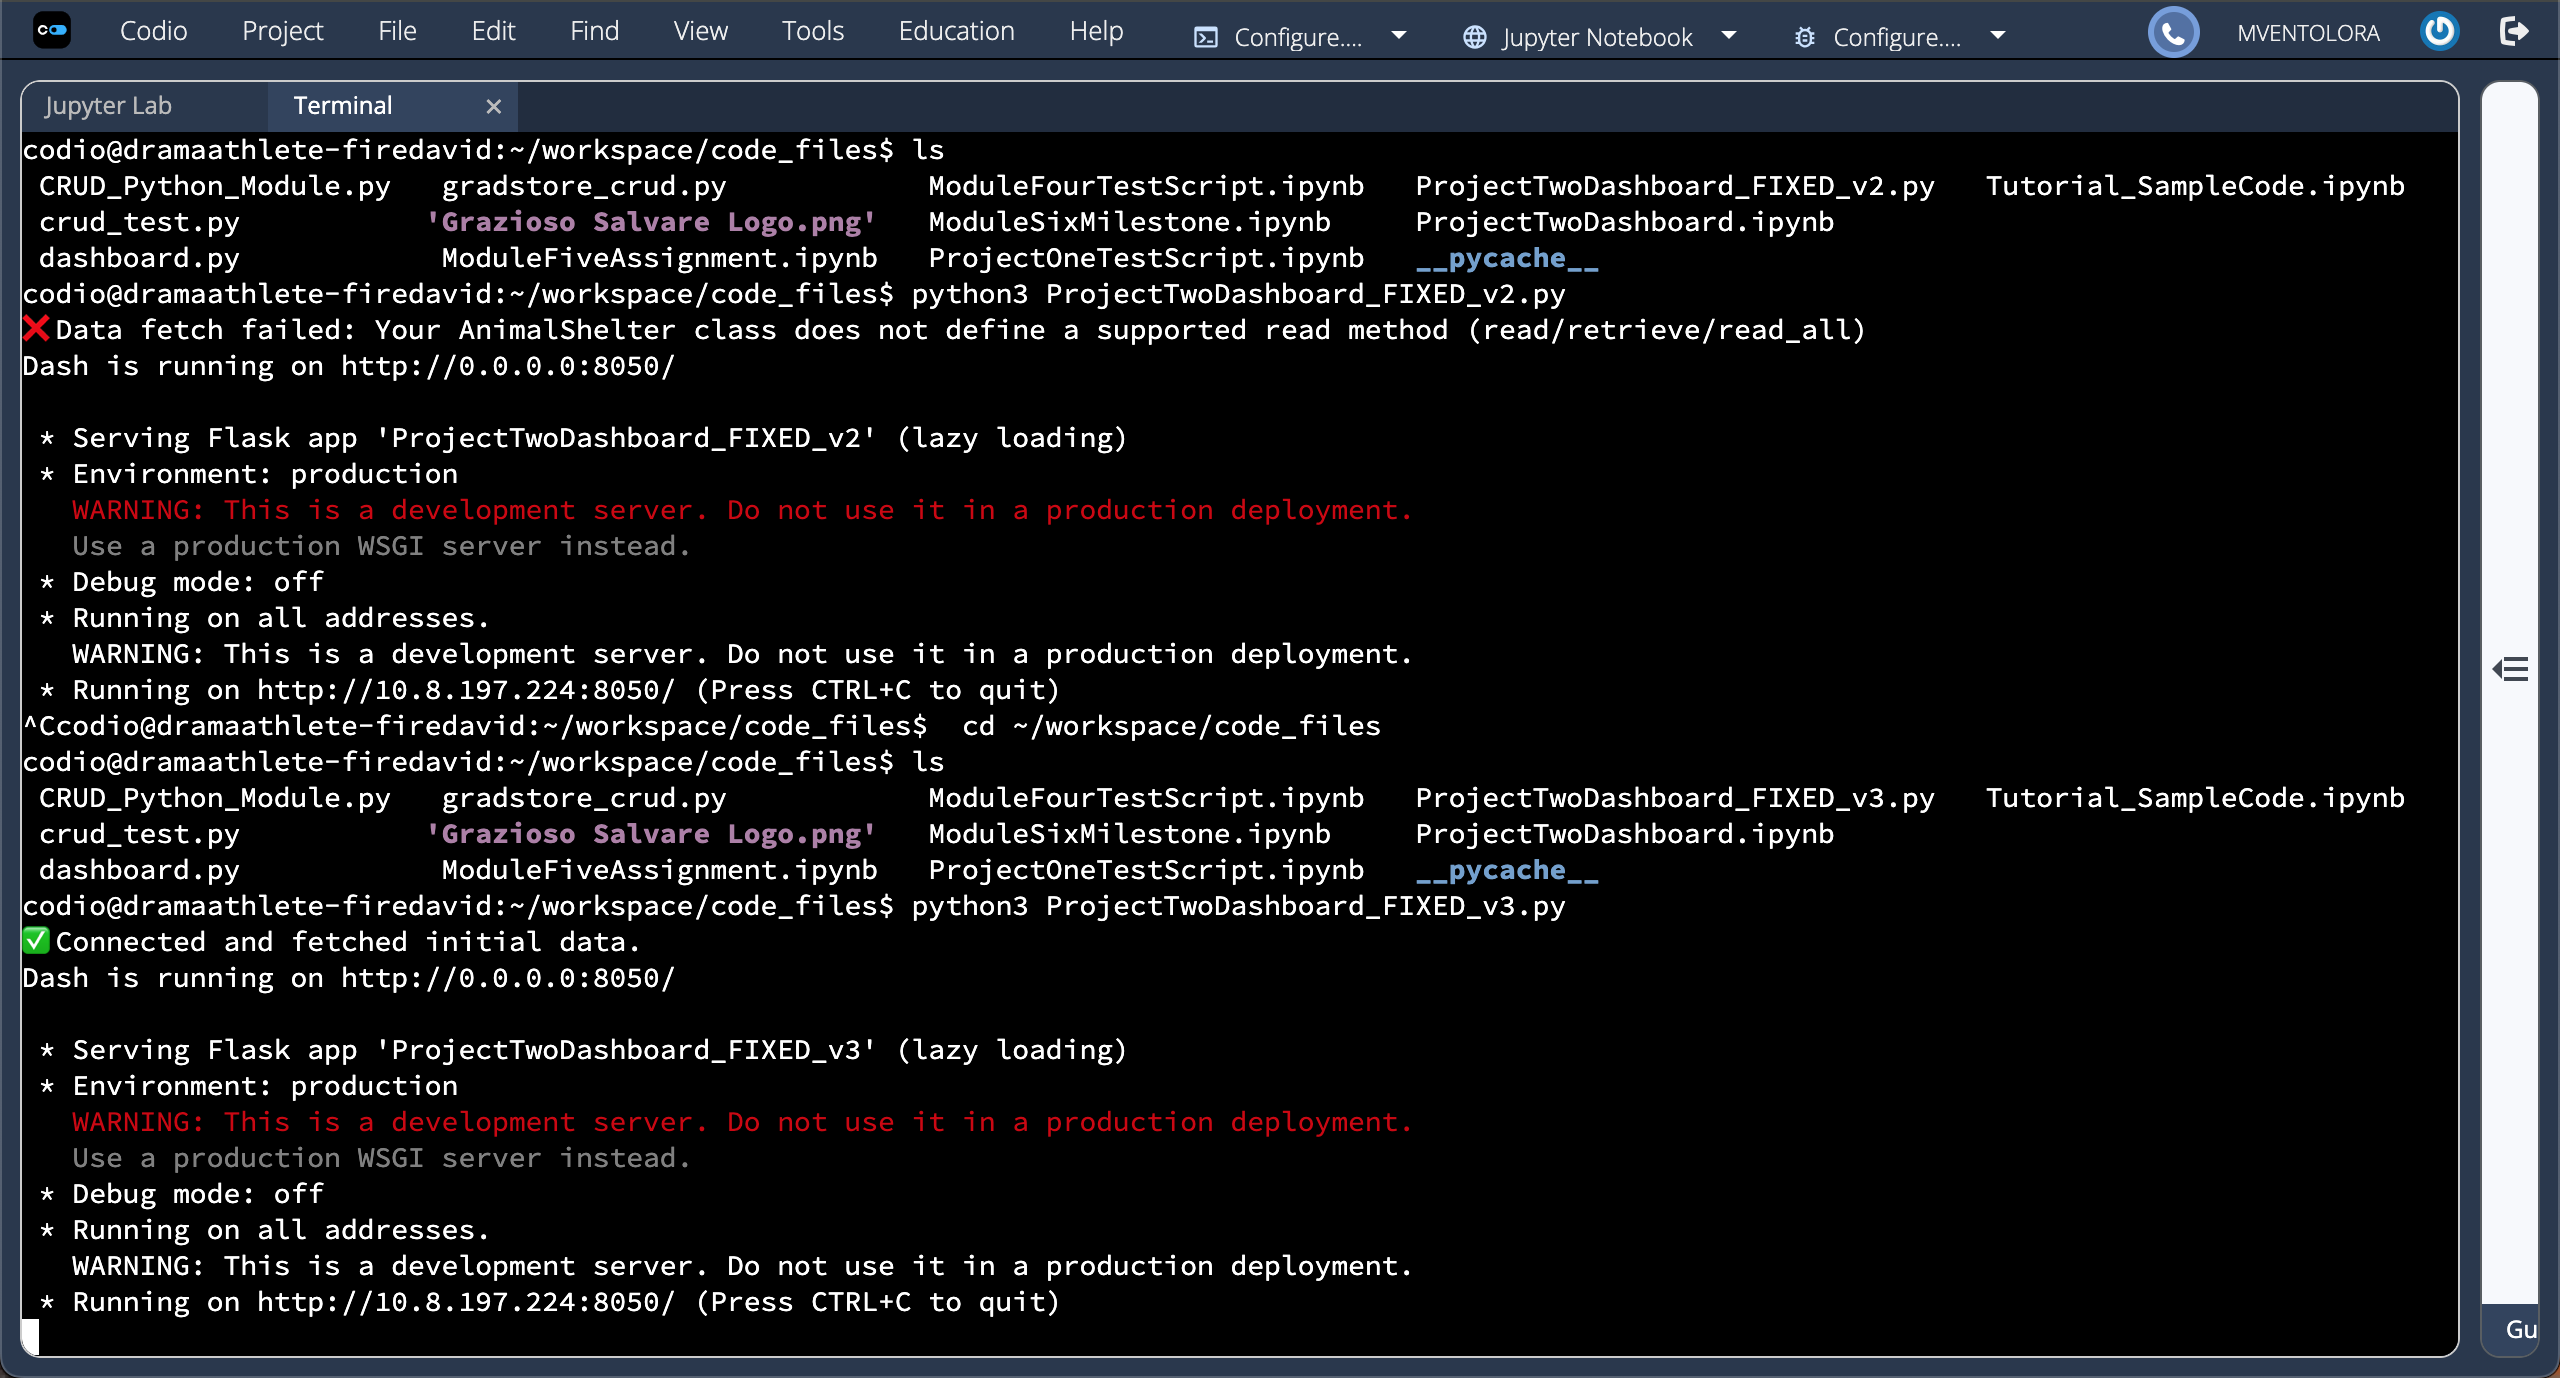 Codio Project File Edit Find View Tools Education Help Configure.... Jupyter Notebook Configure.... MVENTOLORA
Jupyter Lab Terminal
codio@dramaathlete-firedavid:~/workspace/code_files$ ls
CRUD_Python_Module.py gradstore_crud.py ModuleFourTestScript.ipynb ProjectTwoDashboard_FIXED_v2.py Tutorial_SampleCode.ipynb
crud_test.py 'Grazioso Salvare Logo.png' ModuleSixMilestone.ipynb ProjectTwoDashboard.ipynb
dashboard.py ModuleFiveAssignment.ipynb ProjectOneTestScript.ipynb __pycache__
codio@dramaathlete-firedavid:~/workspace/code_files$ python3 ProjectTwoDashboard_FIXED_v2.py
❌Data fetch failed: Your AnimalShelter class does not define a supported read method (read/retrieve/read_all)
Dash is running on http://0.0.0.0:8050/
* Serving Flask app 'ProjectTwoDashboard_FIXED_v2' (lazy loading)
* Environment: production
WARNING: This is a development server. Do not use it in a production deployment.
Use a production WSGI server instead.
* Debug mode: off
* Running on all addresses.
WARNING: This is a development server. Do not use it in a production deployment.
* Running on http://10.8.197.224:8050/ (Press CTRL+C to quit)
^Ccodio@dramaathlete-firedavid:~/workspace/code_files$  cd ~/workspace/code_files
codio@dramaathlete-firedavid:~/workspace/code_files$ ls
CRUD_Python_Module.py gradstore_crud.py ModuleFourTestScript.ipynb ProjectTwoDashboard_FIXED_v3.py Tutorial_SampleCode.ipynb
crud_test.py 'Grazioso Salvare Logo.png' ModuleSixMilestone.ipynb ProjectTwoDashboard.ipynb
dashboard.py ModuleFiveAssignment.ipynb ProjectOneTestScript.ipynb __pycache__
codio@dramaathlete-firedavid:~/workspace/code_files$ python3 ProjectTwoDashboard_FIXED_v3.py
✅Connected and fetched initial data.
Dash is running on http://0.0.0.0:8050/
* Serving Flask app 'ProjectTwoDashboard_FIXED_v3' (lazy loading)
* Environment: production
WARNING: This is a development server. Do not use it in a production deployment.
Use a production WSGI server instead.
* Debug mode: off
* Running on all addresses.
WARNING: This is a development server. Do not use it in a production deployment.
* Running on http://10.8.197.224:8050/ (Press CTRL+C to quit)
Gu